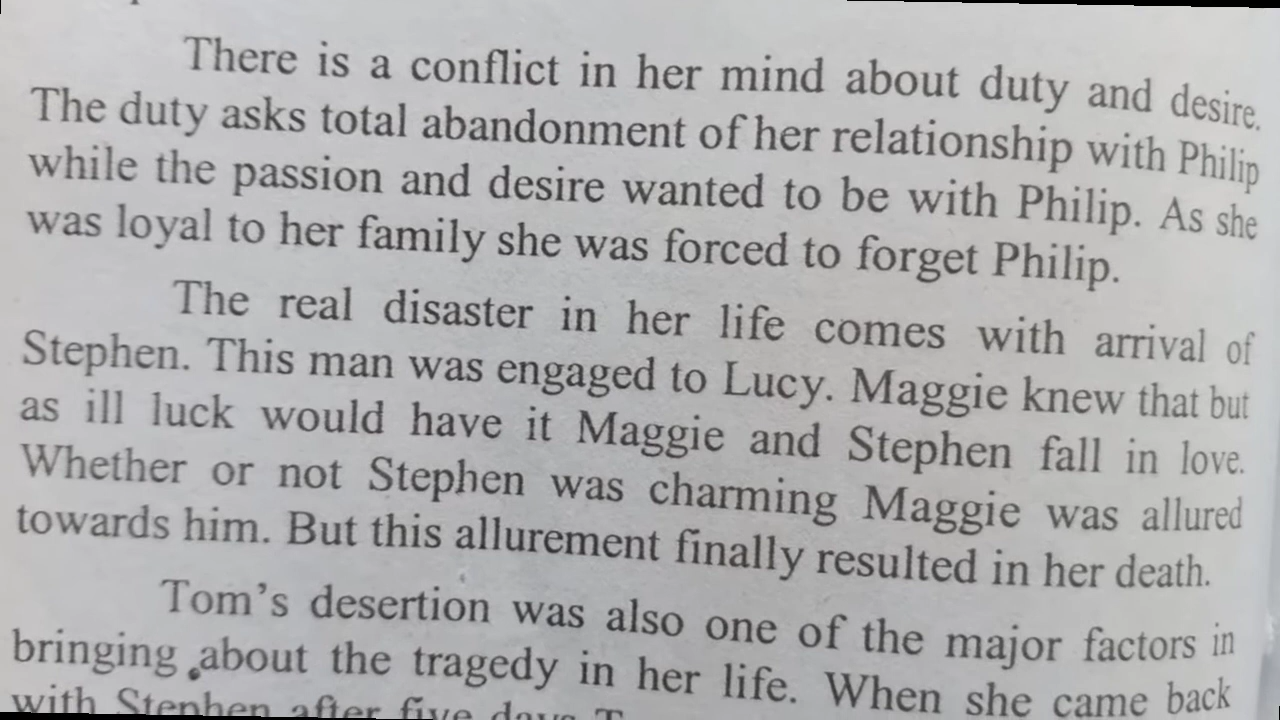 There is a conflict in her mind about duty and desire.
The duty asks total abandonment of her relationship with Philip
while the passion and desire wanted to be with Philip. As she
was loyal to her family she was forced to forget Philip.
The real disaster in her life comes with arrival of
Stephen. This man was engaged to Lucy. Maggie knew that but
as ill luck would have it Maggie and Stephen fall in love.
Whether or not Stephen was charming Maggie was allured
towards him. But this allurement finally resulted in her death.
Tom's desertion was also one of the major factors in
bringing about the tragedy in her life. When she came back
with Stephen after five days